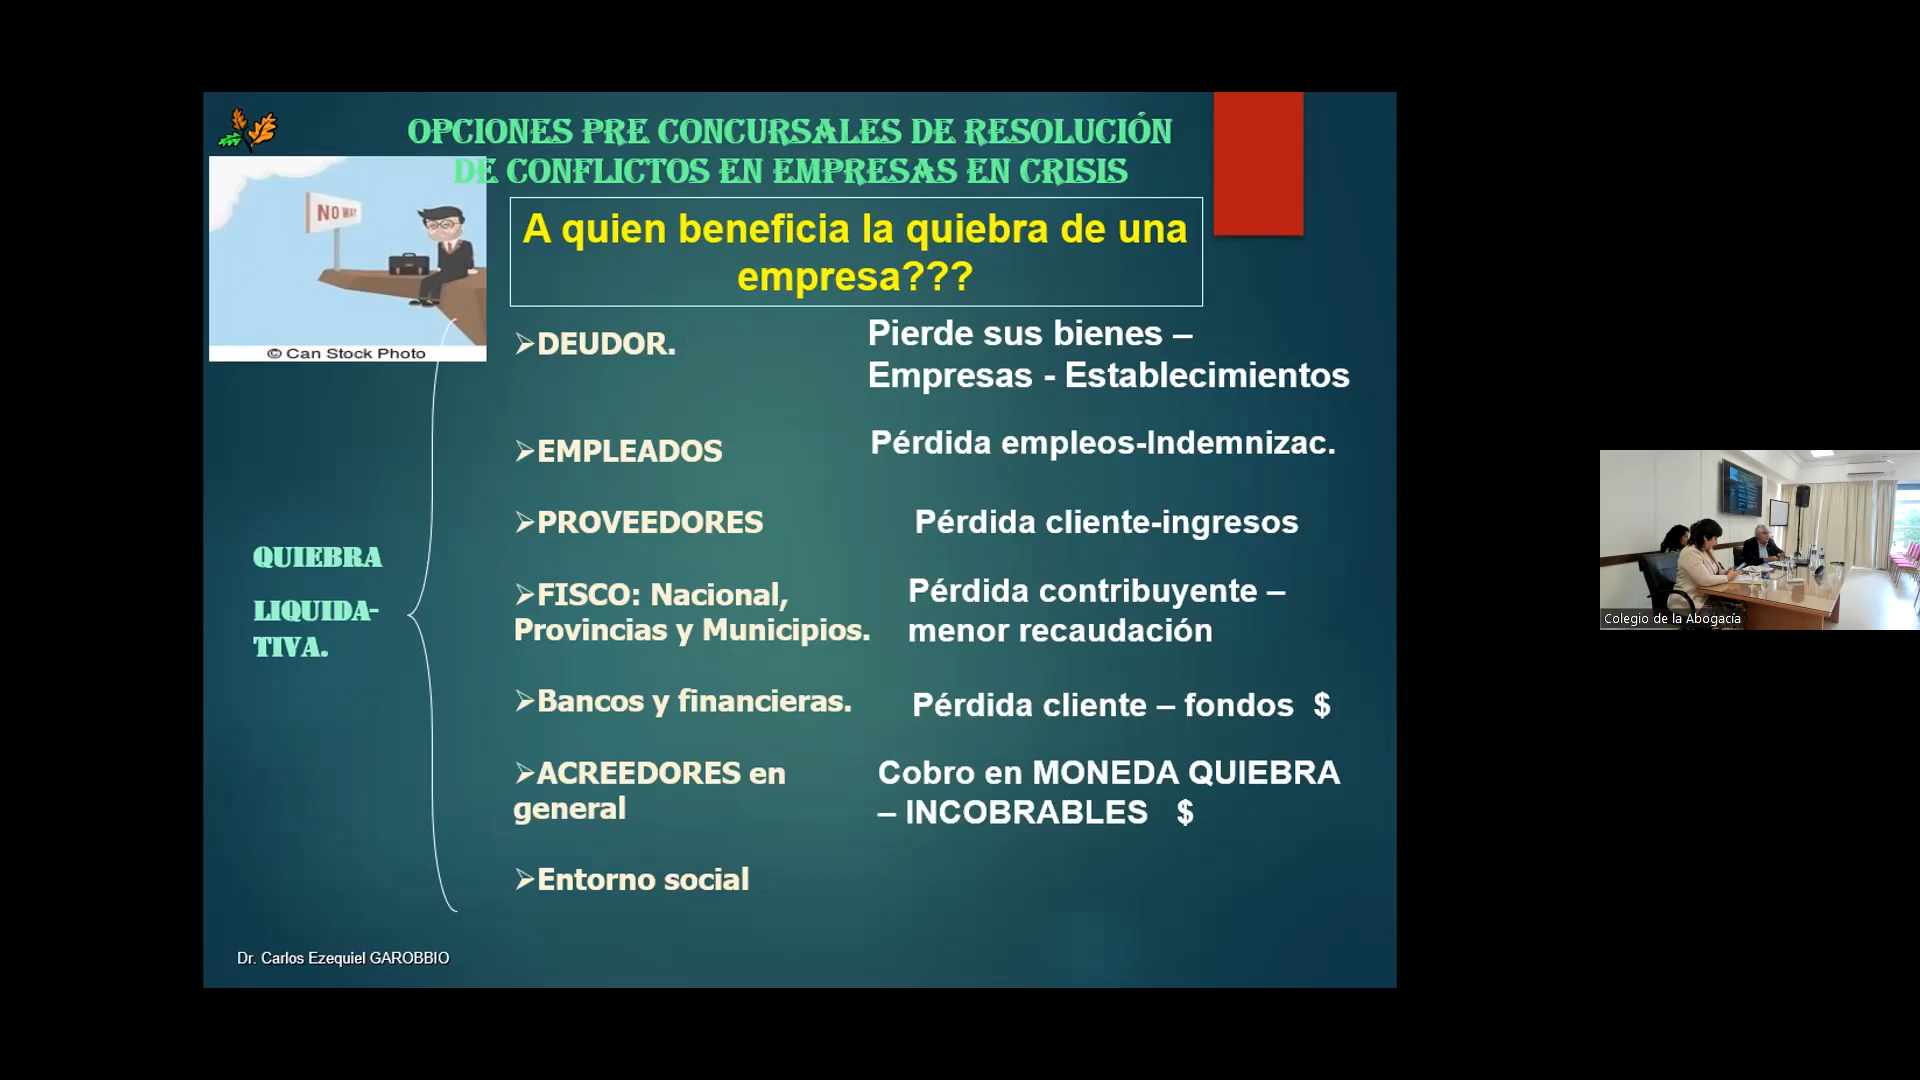 OPCIONES PRE CONCURSALES DE RESOLUCIÓN
DE CONFLICTOS EN EMPRESAS EN CRISIS
NO WAY
© Can Stock Photo
A quien beneficia la quiebra de una
empresa???
QUIEBRA
LIQUIDA-
TIVA.
➢DEUDOR.
Pierde sus bienes –
Empresas - Establecimientos
➢EMPLEADOS
Pérdida empleos-Indemnizac.
➢PROVEEDORES
Pérdida cliente-ingresos
➢FISCO: Nacional,
Provincias y Municipios.
Pérdida contribuyente –
menor recaudación
➢Bancos y financieras.
Pérdida cliente – fondos $
➢ACREEDORES en
general
Cobro en MONEDA QUIEBRA
– INCOBRABLES $
➢Entorno social
Dr. Carlos Ezequiel GAROBBIO
Colegio de la Abogacía